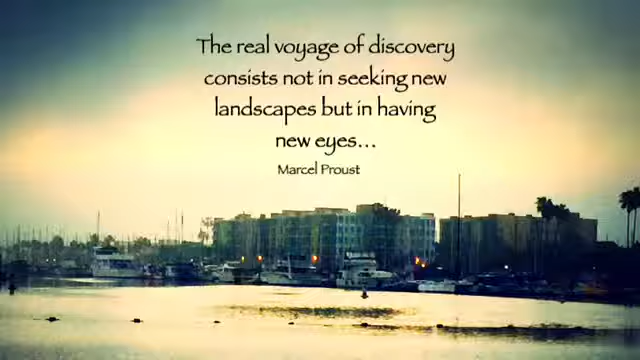 The real voyage of discovery
consists not in seeking new
landscapes but in having
new eyes...
Marcel Proust